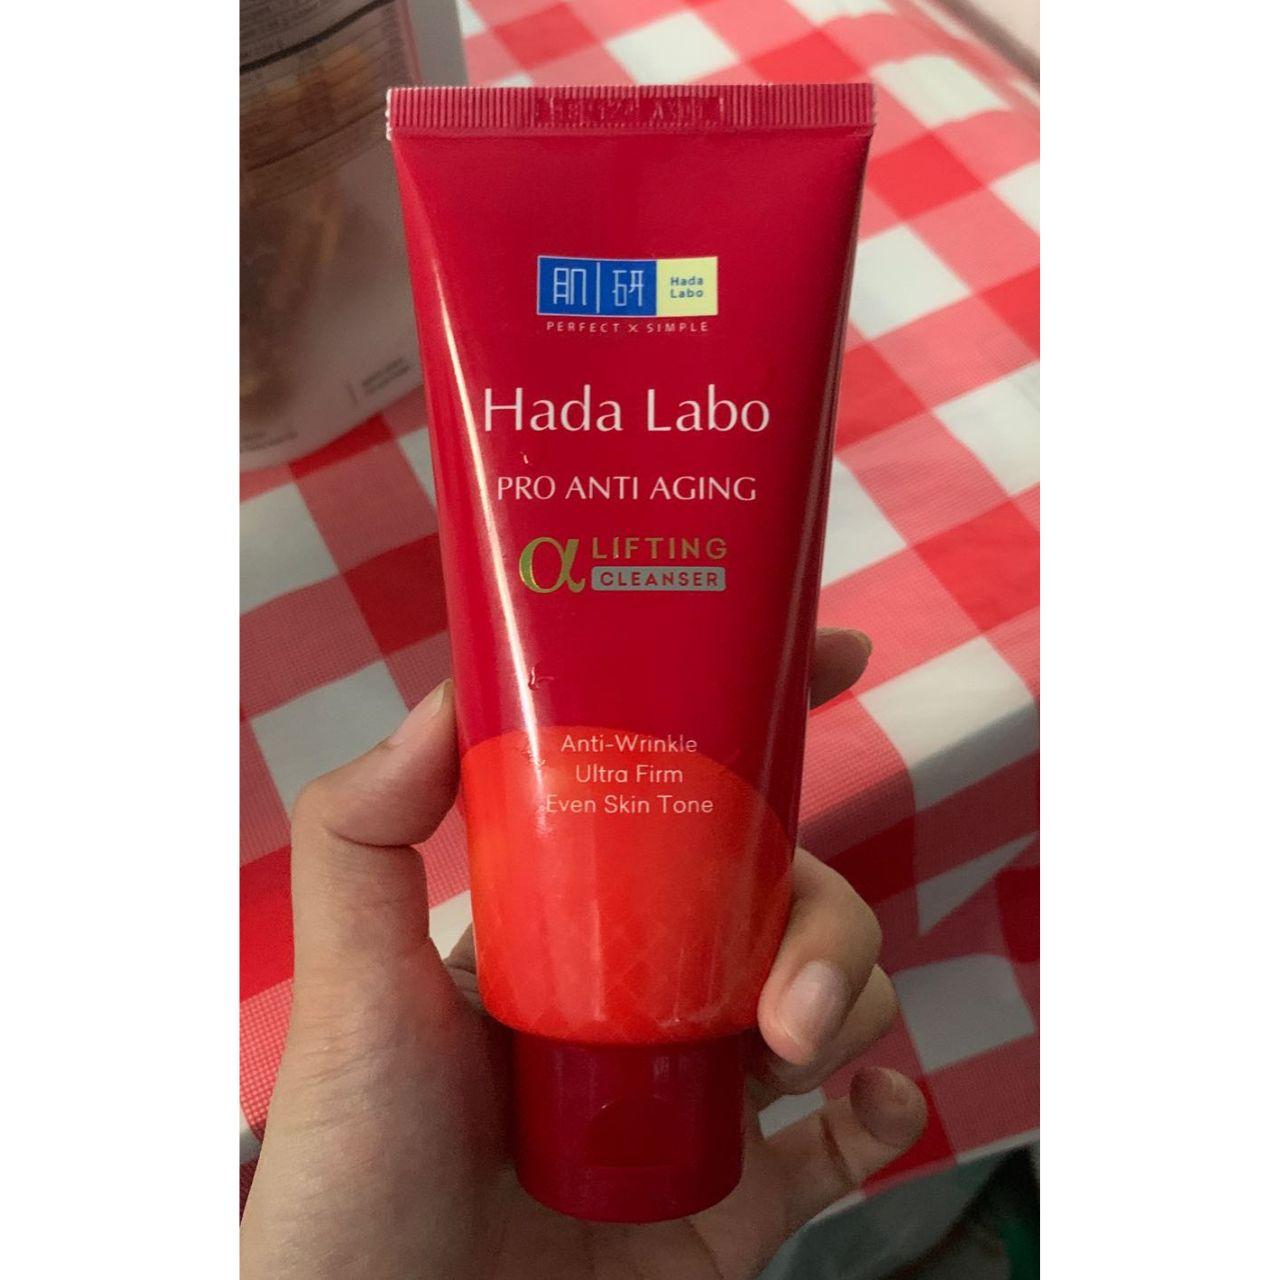 肌研
Hada
Labo
PERFECT × SIMPLE
Hada Labo
PRO ANTI AGING
α LIFTING
CLEANSER
Anti-Wrinkle
Ultra Firm
Even Skin Tone